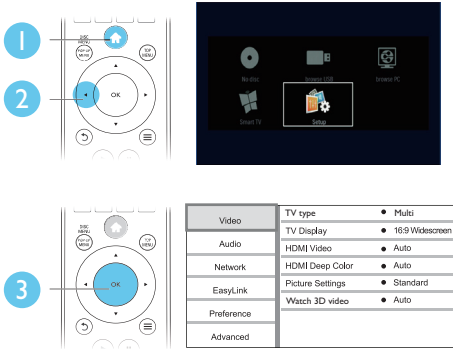 1
DISC
MENU
POP-UP
MENU
TOP
MENU
2
OK
No disc
browse USB
browse PC
Smart TV
Setup
DISC
MENU
POP-UP
MENU
TOP
MENU
3
OK
Video
Audio
Network
EasyLink
Preference
Advanced
TV type ● Multi
TV Display ● 16:9 Widescreen
HDMI Video ● Auto
HDMI Deep Color ● Auto
Picture Settings ● Standard
Watch 3D video ● Auto